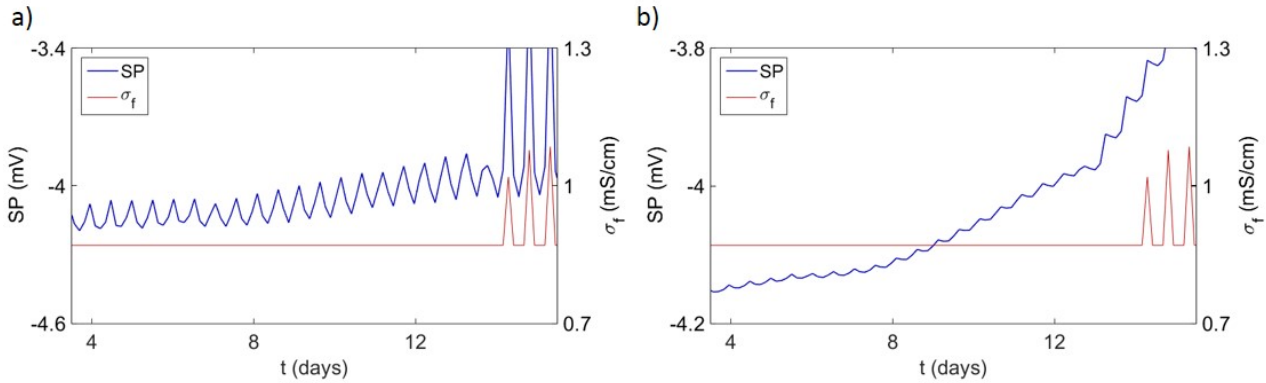 a)
-3.4
-4
-4.6
SP (mV)
SP
σf
1.3
1
0.7
σf (mS/cm)
4
8
12
t (days)
b)
-3.8
-4
-4.2
SP (mV)
SP
σf
1.3
1
0.7
σf (mS/cm)
4
8
12
t (days)